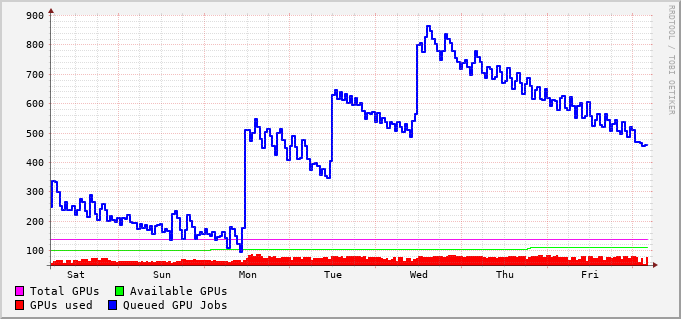 900
800
700
600
500
400
300
200
100
Sat Sun Mon Tue Wed Thu Fri
Total GPUs Available GPUs
GPUs used Queued GPU Jobs
RRDTOOL / TOBI OETIKER